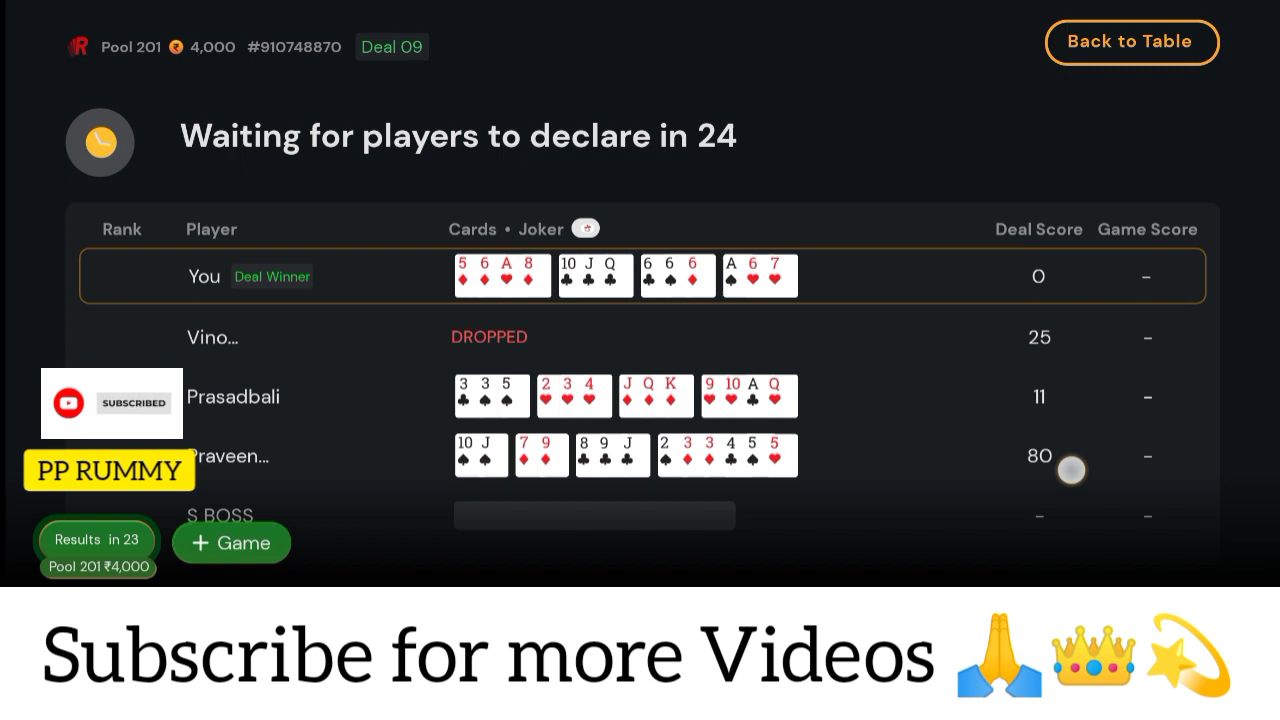 R Pool 201 ₹ 4,000 #910748870 Deal 09
Back to Table
Waiting for players to declare in 24
Rank Player Cards • Joker Deal Score Game Score
You Deal Winner 5 6 A 8 10 J Q 6 6 6 A 6 7 0 -
Vino... DROPPED 25 -
Prasadbali 3 3 5 2 3 4 J Q K 9 10 A Q 11 -
Praveen... 10 J 7 9 8 9 J 2 3 3 4 5 5 80 -
S BOSS - -
SUBSCRIBED
PP RUMMY
Results in 23
Pool 201 ₹4,000
+ Game
Subscribe for more Videos 🙏👑💫